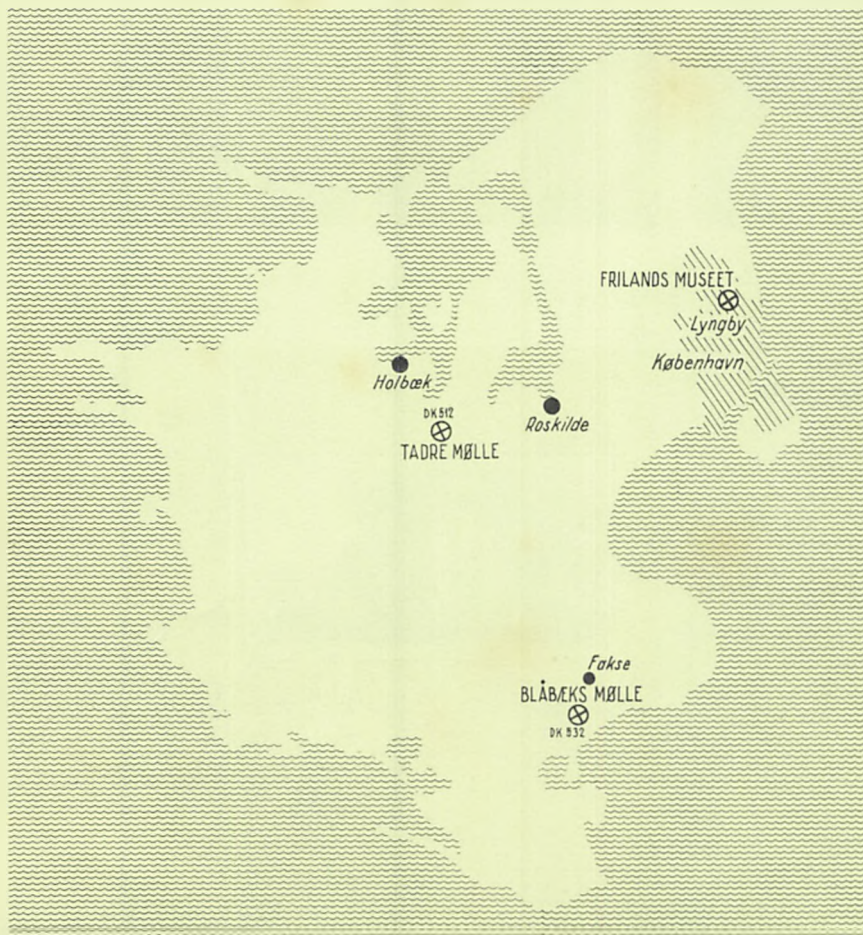 FRILANDS MUSEET
Lyngby
København
Holbæk
DK 512
TADRE MØLLE
Roskilde
Fakse
BLÅBÆKS MØLLE
DK 532